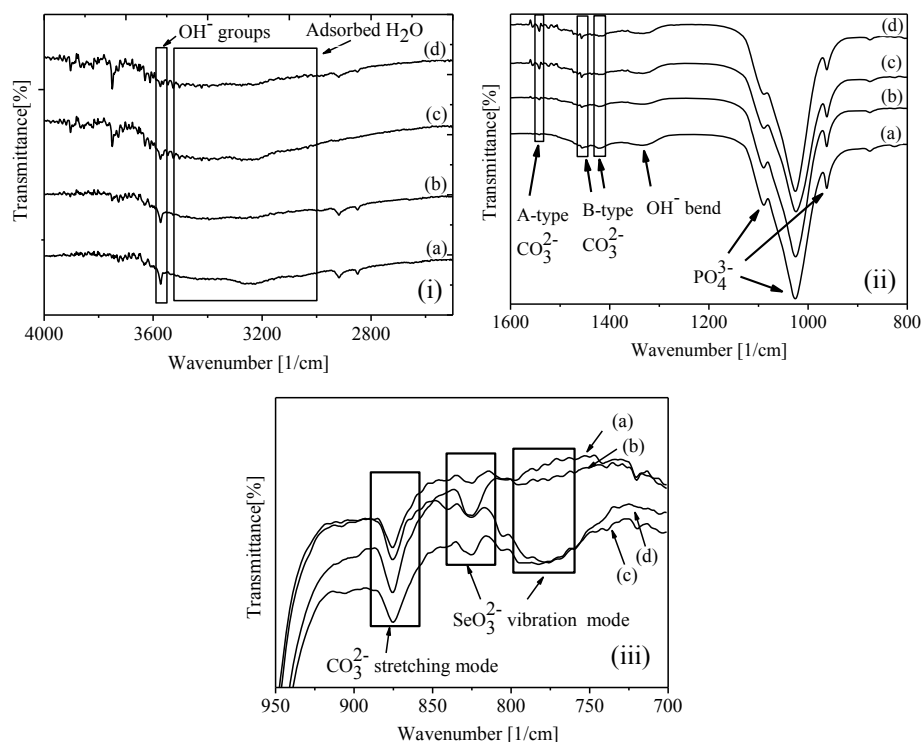 OH⁻ groups
Adsorbed H₂O
(d)
(c)
(b)
(a)
(i)
Transmittance[%]
4000 3600 3200 2800
Wavenumber [1/cm]
(d)
(c)
(b)
(a)
A-type
CO₃²⁻
B-type
CO₃²⁻
OH⁻ bend
PO₄³⁻
(ii)
Transmittance[%]
1600 1400 1200 1000 800
Wavenumber [1/cm]
(a)
(b)
(d)
(c)
SeO₃²⁻ vibration mode
CO₃²⁻ stretching mode
(iii)
Transmittance[%]
950 900 850 800 750 700
Wavenumber [1/cm]